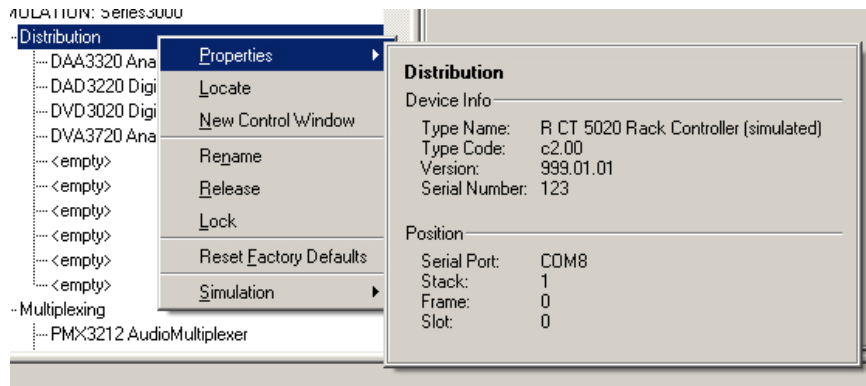 MULATION: Series3000
Distribution
DAA3320 Ana
DAD3220 Digi
DVD3020 Digi
DVA3720 Ana
<empty>
<empty>
<empty>
<empty>
<empty>
<empty>
Multiplexing
PMX3212 AudioMultiplexer
Properties
Locate
New Control Window
Rename
Release
Lock
Reset Factory Defaults
Simulation
Distribution
Device Info
Type Name: R CT 5020 Rack Controller (simulated)
Type Code: c2.00
Version: 999.01.01
Serial Number: 123
Position
Serial Port: COM8
Stack: 1
Frame: 0
Slot: 0